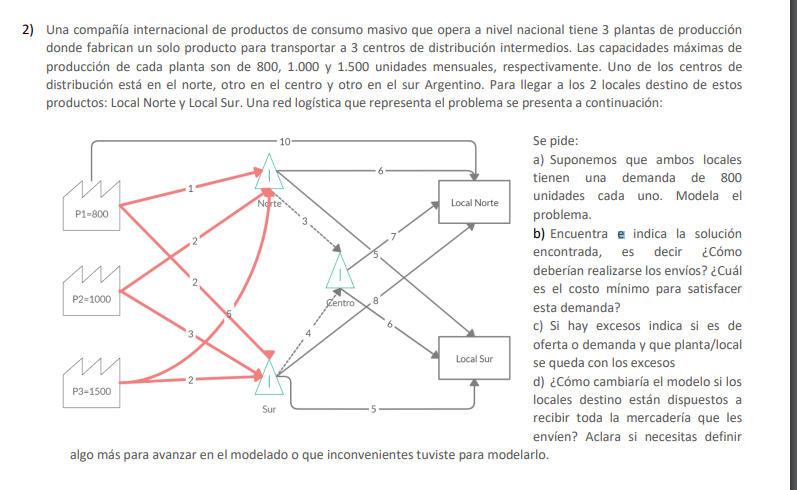 2) Una compañía internacional de productos de consumo masivo que opera a nivel nacional tiene 3 plantas de producción
donde fabrican un solo producto para transportar a 3 centros de distribución intermedios. Las capacidades máximas de
producción de cada planta son de 800, 1.000 y 1.500 unidades mensuales, respectivamente. Uno de los centros de
distribución está en el norte, otro en el centro y otro en el sur Argentino. Para llegar a los 2 locales destino de estos
productos: Local Norte y Local Sur. Una red logística que representa el problema se presenta a continuación:
10
6
1
Norte
Local Norte
P1=800
3
7
2
5
2
P2=1000
Centro
8
5
6
3
4
Local Sur
P3=1500
2
Sur
5
Se pide:
a) Suponemos que ambos locales
tienen una demanda de 800
unidades cada uno. Modela el
problema.
b) Encuentra e indica la solución
encontrada, es decir ¿Cómo
deberían realizarse los envíos? ¿Cuál
es el costo mínimo para satisfacer
esta demanda?
c) Si hay excesos indica si es de
oferta o demanda y que planta/local
se queda con los excesos
d) ¿Cómo cambiaría el modelo si los
locales destino están dispuestos a
recibir toda la mercadería que les
envíen? Aclara si necesitas definir
algo más para avanzar en el modelado o que inconvenientes tuviste para modelarlo.